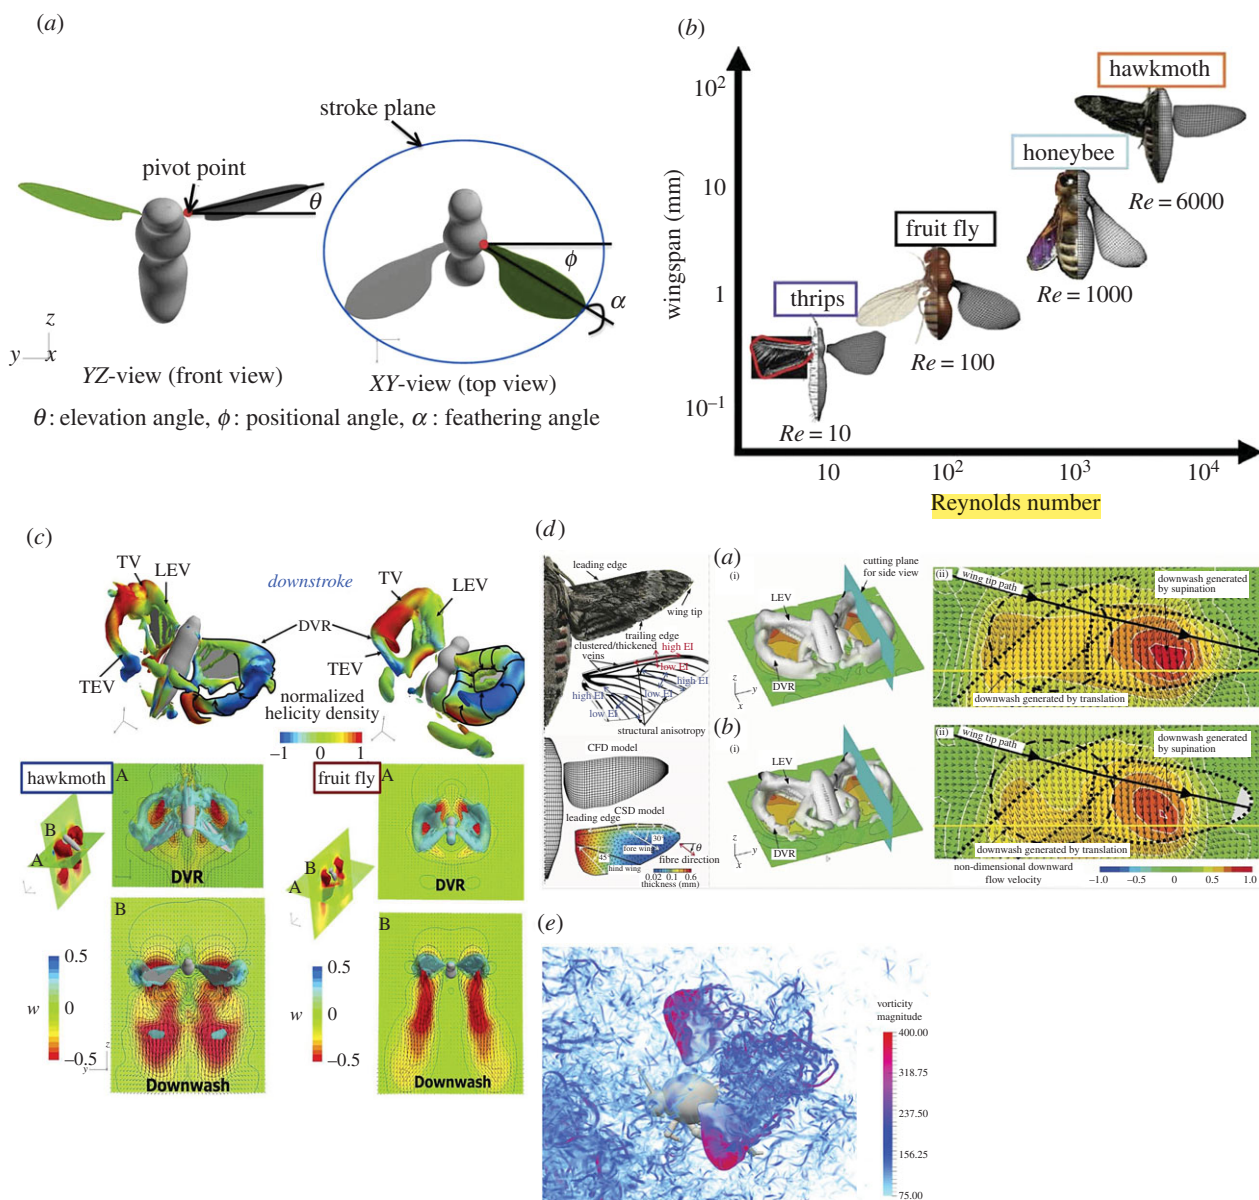 (a)
stroke plane
pivot point
θ
ϕ
α
z
y
x
YZ-view (front view)
XY-view (top view)
θ : elevation angle, ϕ : positional angle, α : feathering angle
(b)
wingspan (mm)
10²
10
1
10⁻¹
hawkmoth
Re = 6000
honeybee
Re = 1000
fruit fly
Re = 100
thrips
Re = 10
10
10²
10³
10⁴
Reynolds number
(c)
TV
LEV
downstroke
TV
LEV
DVR
TEV
TEV
normalized
helicity density
−1
0
1
hawkmoth
A
B
A
DVR
fruit fly
A
B
A
DVR
B
0.5
w
0
−0.5
z
y
Downwash
B
0.5
w
0
−0.5
Downwash
(d)
leading edge
wing tip
trailing edge
clustered/thickened
veins
high EI
low EI
high EI
high EI
low EI
low EI
structural anisotropy
CFD model
CSD model
leading edge
30°
fore wing
45°
hind wing
θ
fibre direction
0.02 0.1 0.6
thickness (mm)
(a)
(i)
cutting plane
for side view
LEV
DVR
z
y
x
(ii)
wing tip path
downwash generated
by supination
downwash generated by translation
(b)
(i)
LEV
DVR
z
y
x
(ii)
wing tip path
downwash generated
by supination
downwash generated by translation
non-dimensional downward
flow velocity
−1.0
−0.5
0
0.5
1.0
(e)
vorticity
magnitude
400.00
318.75
237.50
156.25
75.00